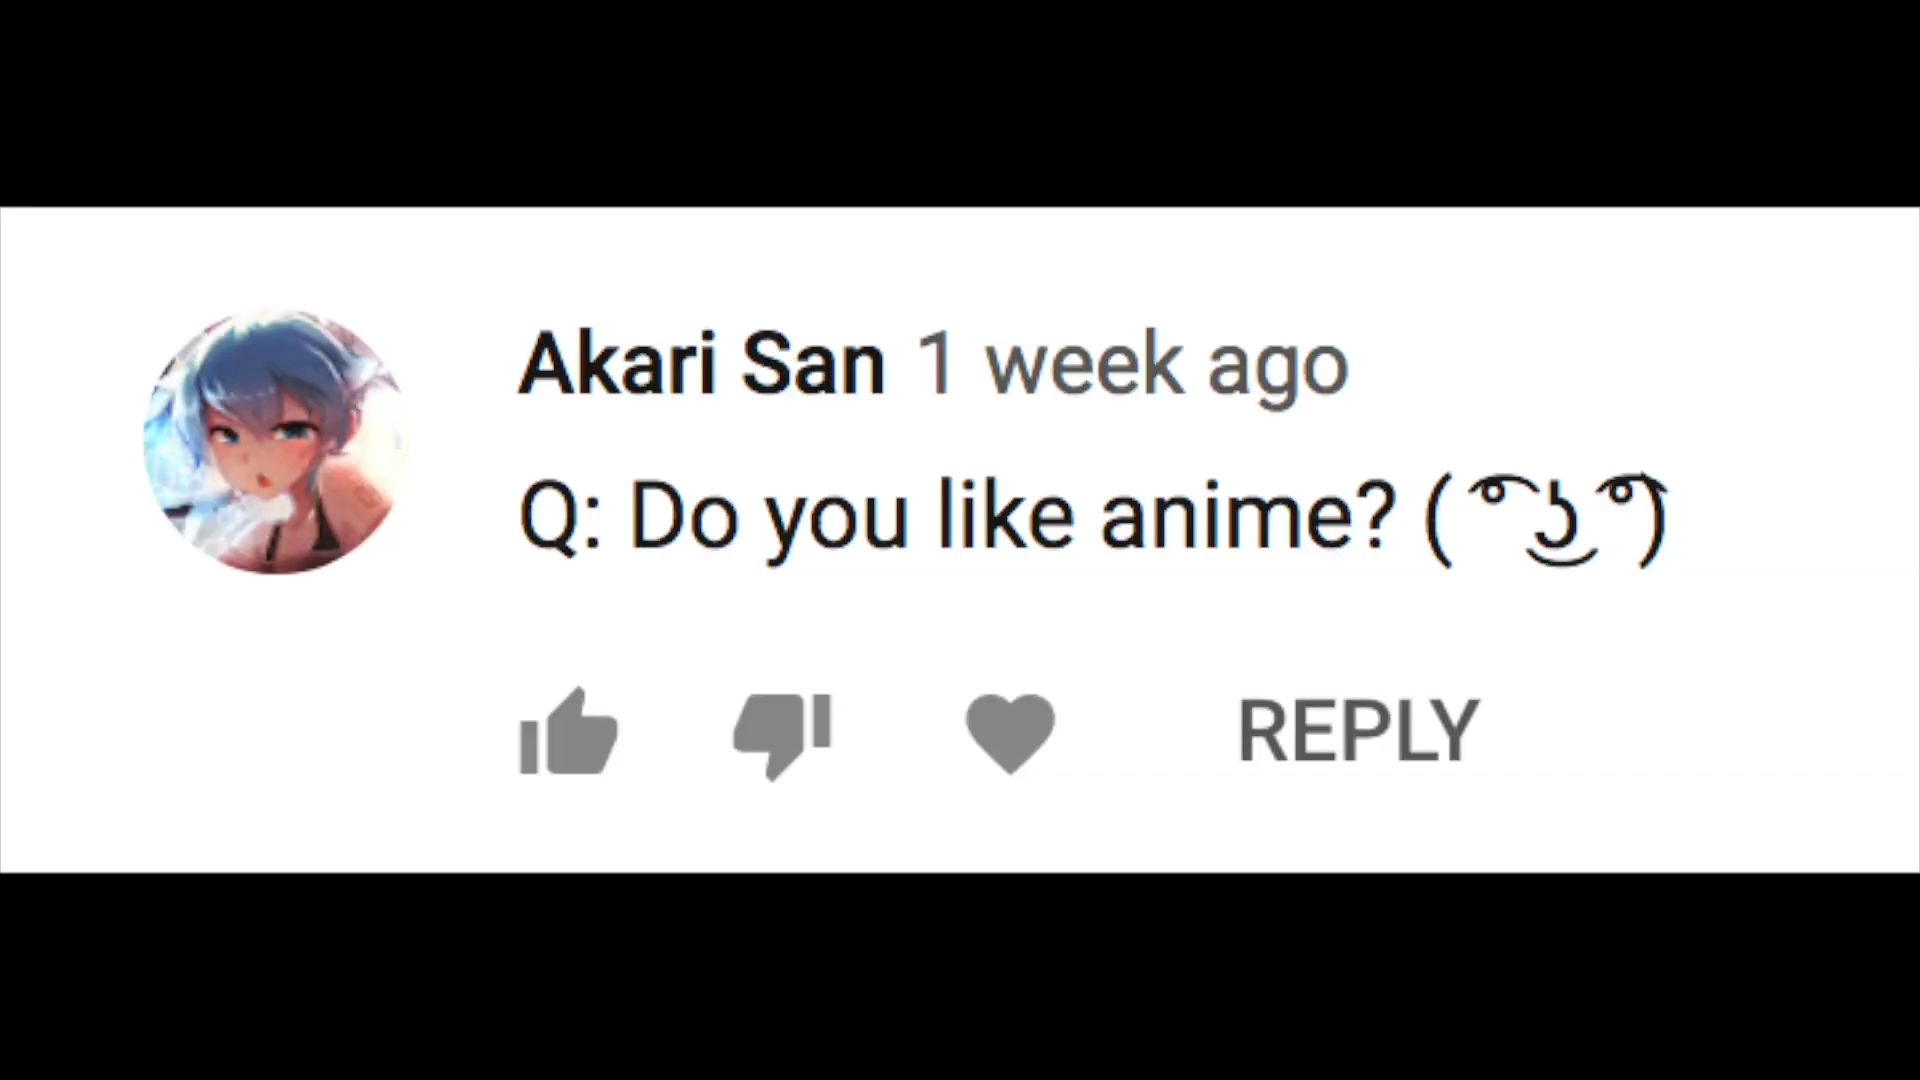 Akari San 1 week ago
Q: Do you like anime? ( ͡° ͜ʖ ͡°)
REPLY